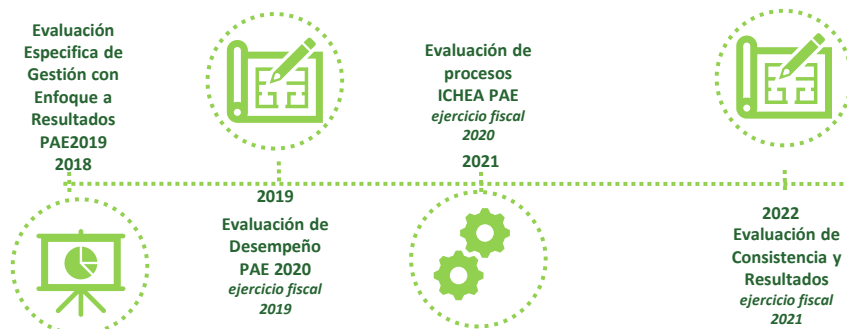 Evaluación
Especifica de
Gestión con
Enfoque a
Resultados
PAE2019
2018
2019
Evaluación de
Desempeño
PAE 2020
ejercicio fiscal
2019
Evaluación de
procesos
ICHEA PAE
ejercicio fiscal
2020
2021
2022
Evaluación de
Consistencia y
Resultados
ejercicio fiscal
2021